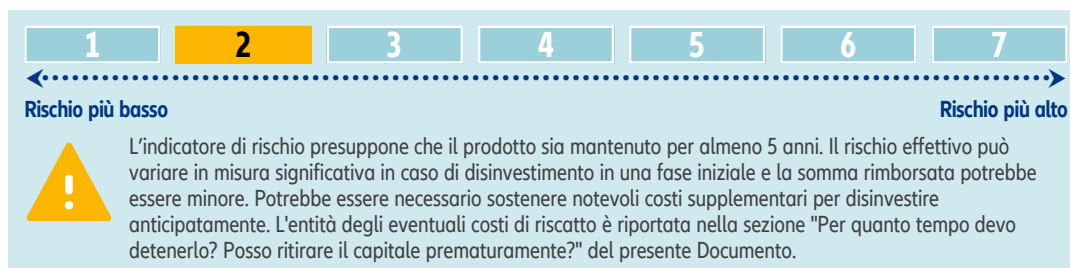 1 2 3 4 5 6 7
Rischio più basso Rischio più alto
L'indicatore di rischio presuppone che il prodotto sia mantenuto per almeno 5 anni. Il rischio effettivo può
variare in misura significativa in caso di disinvestimento in una fase iniziale e la somma rimborsata potrebbe
essere minore. Potrebbe essere necessario sostenere notevoli costi supplementari per disinvestire
anticipatamente. L'entità degli eventuali costi di riscatto è riportata nella sezione "Per quanto tempo devo
detenerlo? Posso ritirare il capitale prematuramente?" del presente Documento.